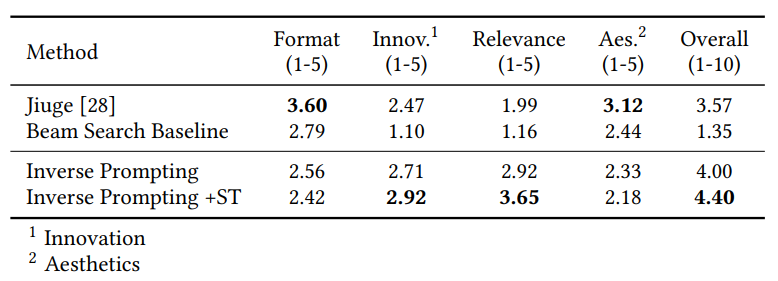 Method Format (1-5) Innov.1 (1-5) Relevance (1-5) Aes.2 (1-5) Overall (1-10)
Jiuge [28] 3.60 2.47 1.99 3.12 3.57
Beam Search Baseline 2.79 1.10 1.16 2.44 1.35
Inverse Prompting 2.56 2.71 2.92 2.33 4.00
Inverse Prompting +ST 2.42 2.92 3.65 2.18 4.40
1 Innovation
2 Aesthetics